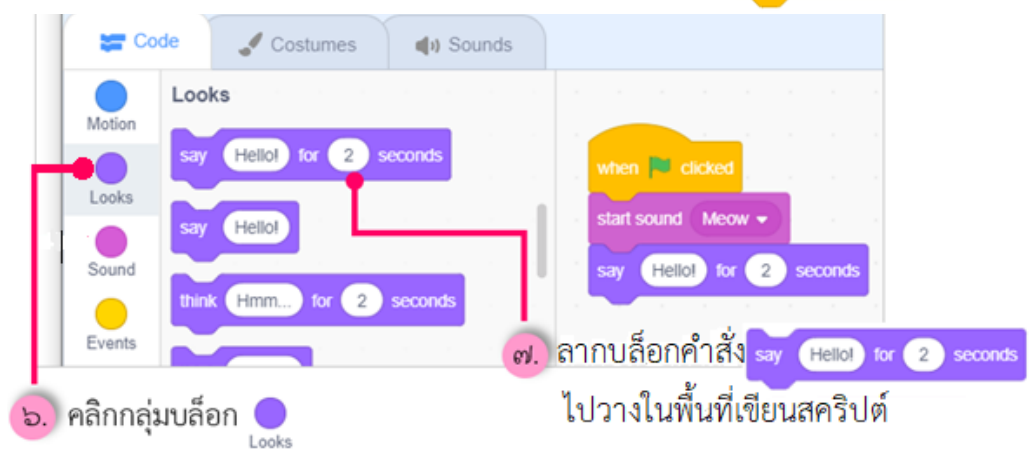 Code Costumes Sounds
Looks
Motion
say Hello! for 2 seconds
when clicked
Looks
start sound Meow
say Hello!
say Hello! for 2 seconds
Sound
think Hmm... for 2 seconds
Events
๗. ลากบล็อกคำสั่ง say Hello! for 2 seconds
ไปวางในพื้นที่เขียนสคริปต์
๖. คลิกกลุ่มบล็อก
Looks